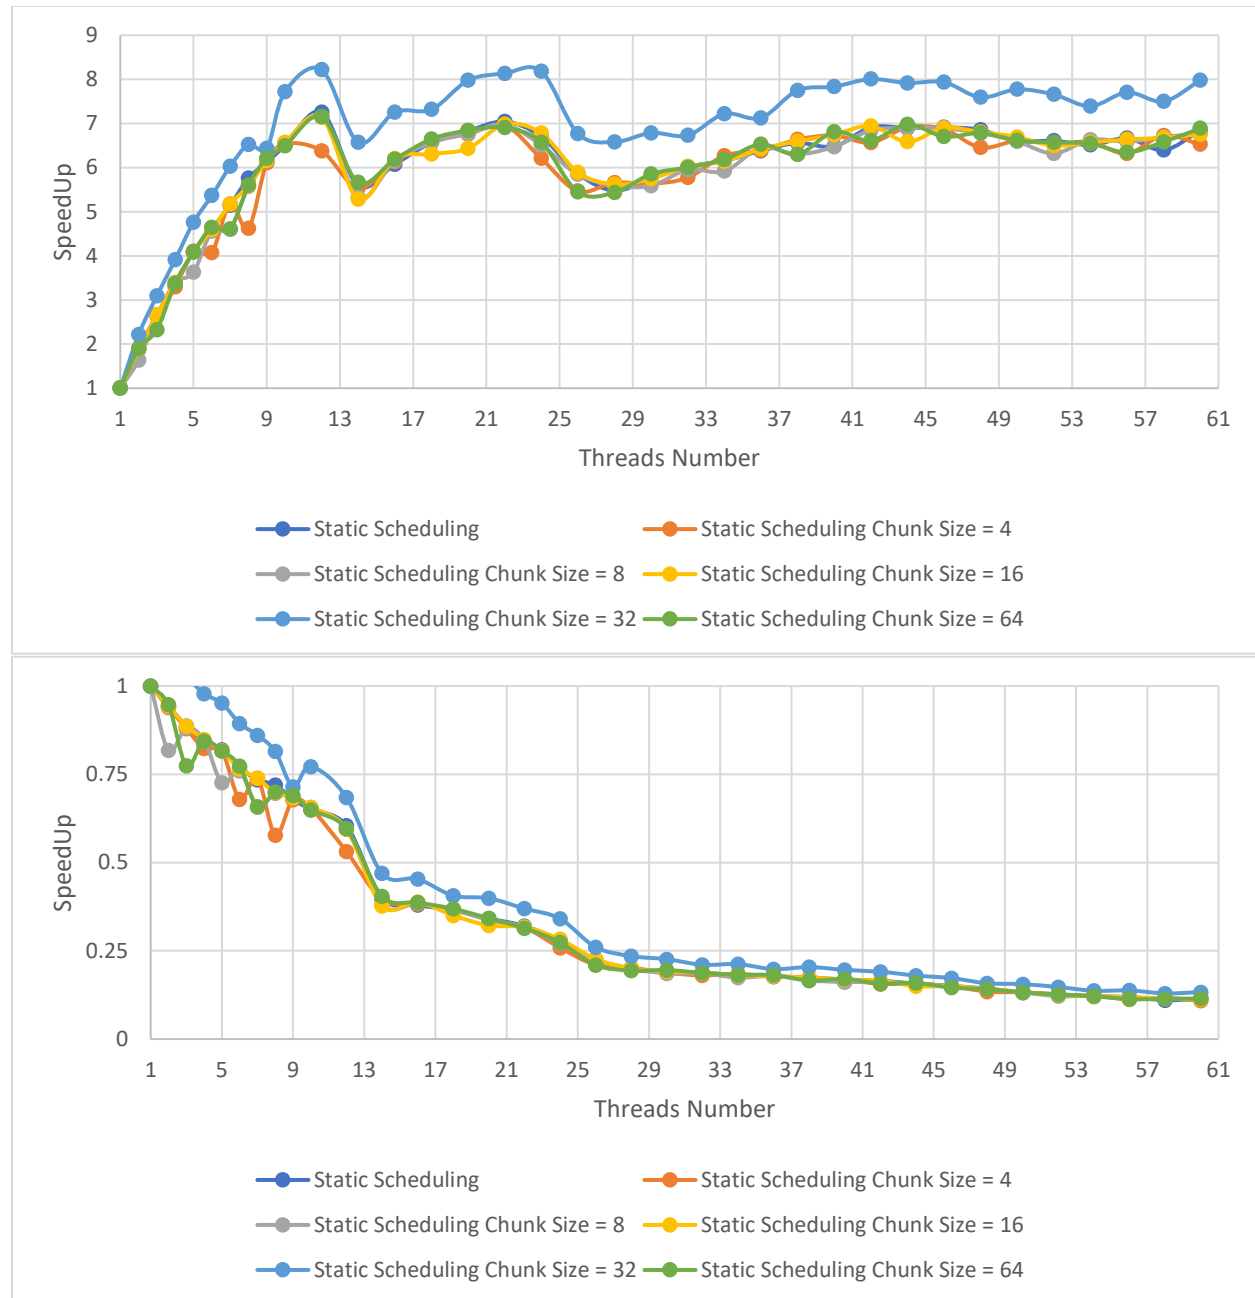 9
8
7
6
5
4
3
2
1
SpeedUp
1 5 9 13 17 21 25 29 33 37 41 45 49 53 57 61
Threads Number
Static Scheduling Static Scheduling Chunk Size = 4
Static Scheduling Chunk Size = 8 Static Scheduling Chunk Size = 16
Static Scheduling Chunk Size = 32 Static Scheduling Chunk Size = 64
1
0.75
0.5
0.25
0
SpeedUp
1 5 9 13 17 21 25 29 33 37 41 45 49 53 57 61
Threads Number
Static Scheduling Static Scheduling Chunk Size = 4
Static Scheduling Chunk Size = 8 Static Scheduling Chunk Size = 16
Static Scheduling Chunk Size = 32 Static Scheduling Chunk Size = 64